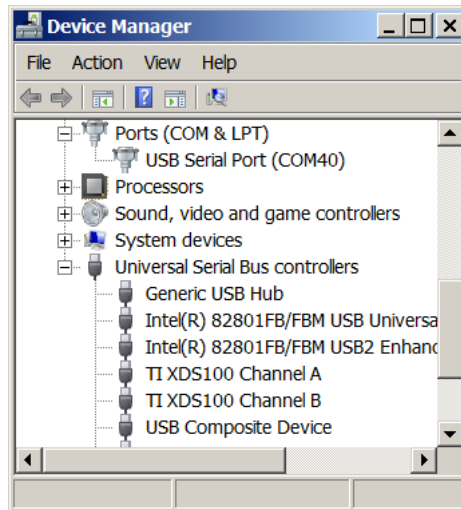 Device Manager
File Action View Help
Ports (COM & LPT)
USB Serial Port (COM40)
Processors
Sound, video and game controllers
System devices
Universal Serial Bus controllers
Generic USB Hub
Intel(R) 82801FB/FBM USB Universa
Intel(R) 82801FB/FBM USB2 Enhanc
TI XDS100 Channel A
TI XDS100 Channel B
USB Composite Device